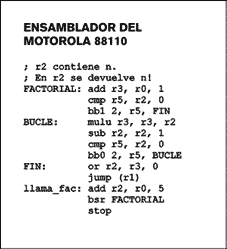 ENSAMBLADOR DEL
MOTOROLA 88110
; r2 contiene n.
; En r2 se devuelve n!
FACTORIAL: add r3, r0, 1
cmp r5, r2, 0
bb1 2, r5, FIN
BUCLE: mulu r3, r3, r2
sub r2, r2, 1
cmp r5, r2, 0
bb0 2, r5, BUCLE
FIN: or r2, r3, 0
jump (r1)
llama_fac: add r2, r0, 5
bsr FACTORIAL
stop